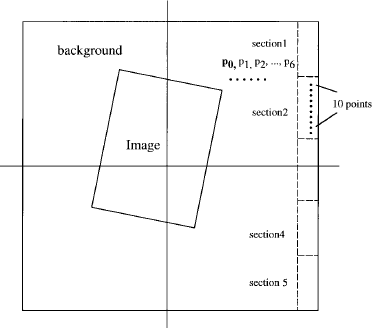 section1
background
p0, p1, p2, ..., p6
10 points
section2
Image
section4
section 5